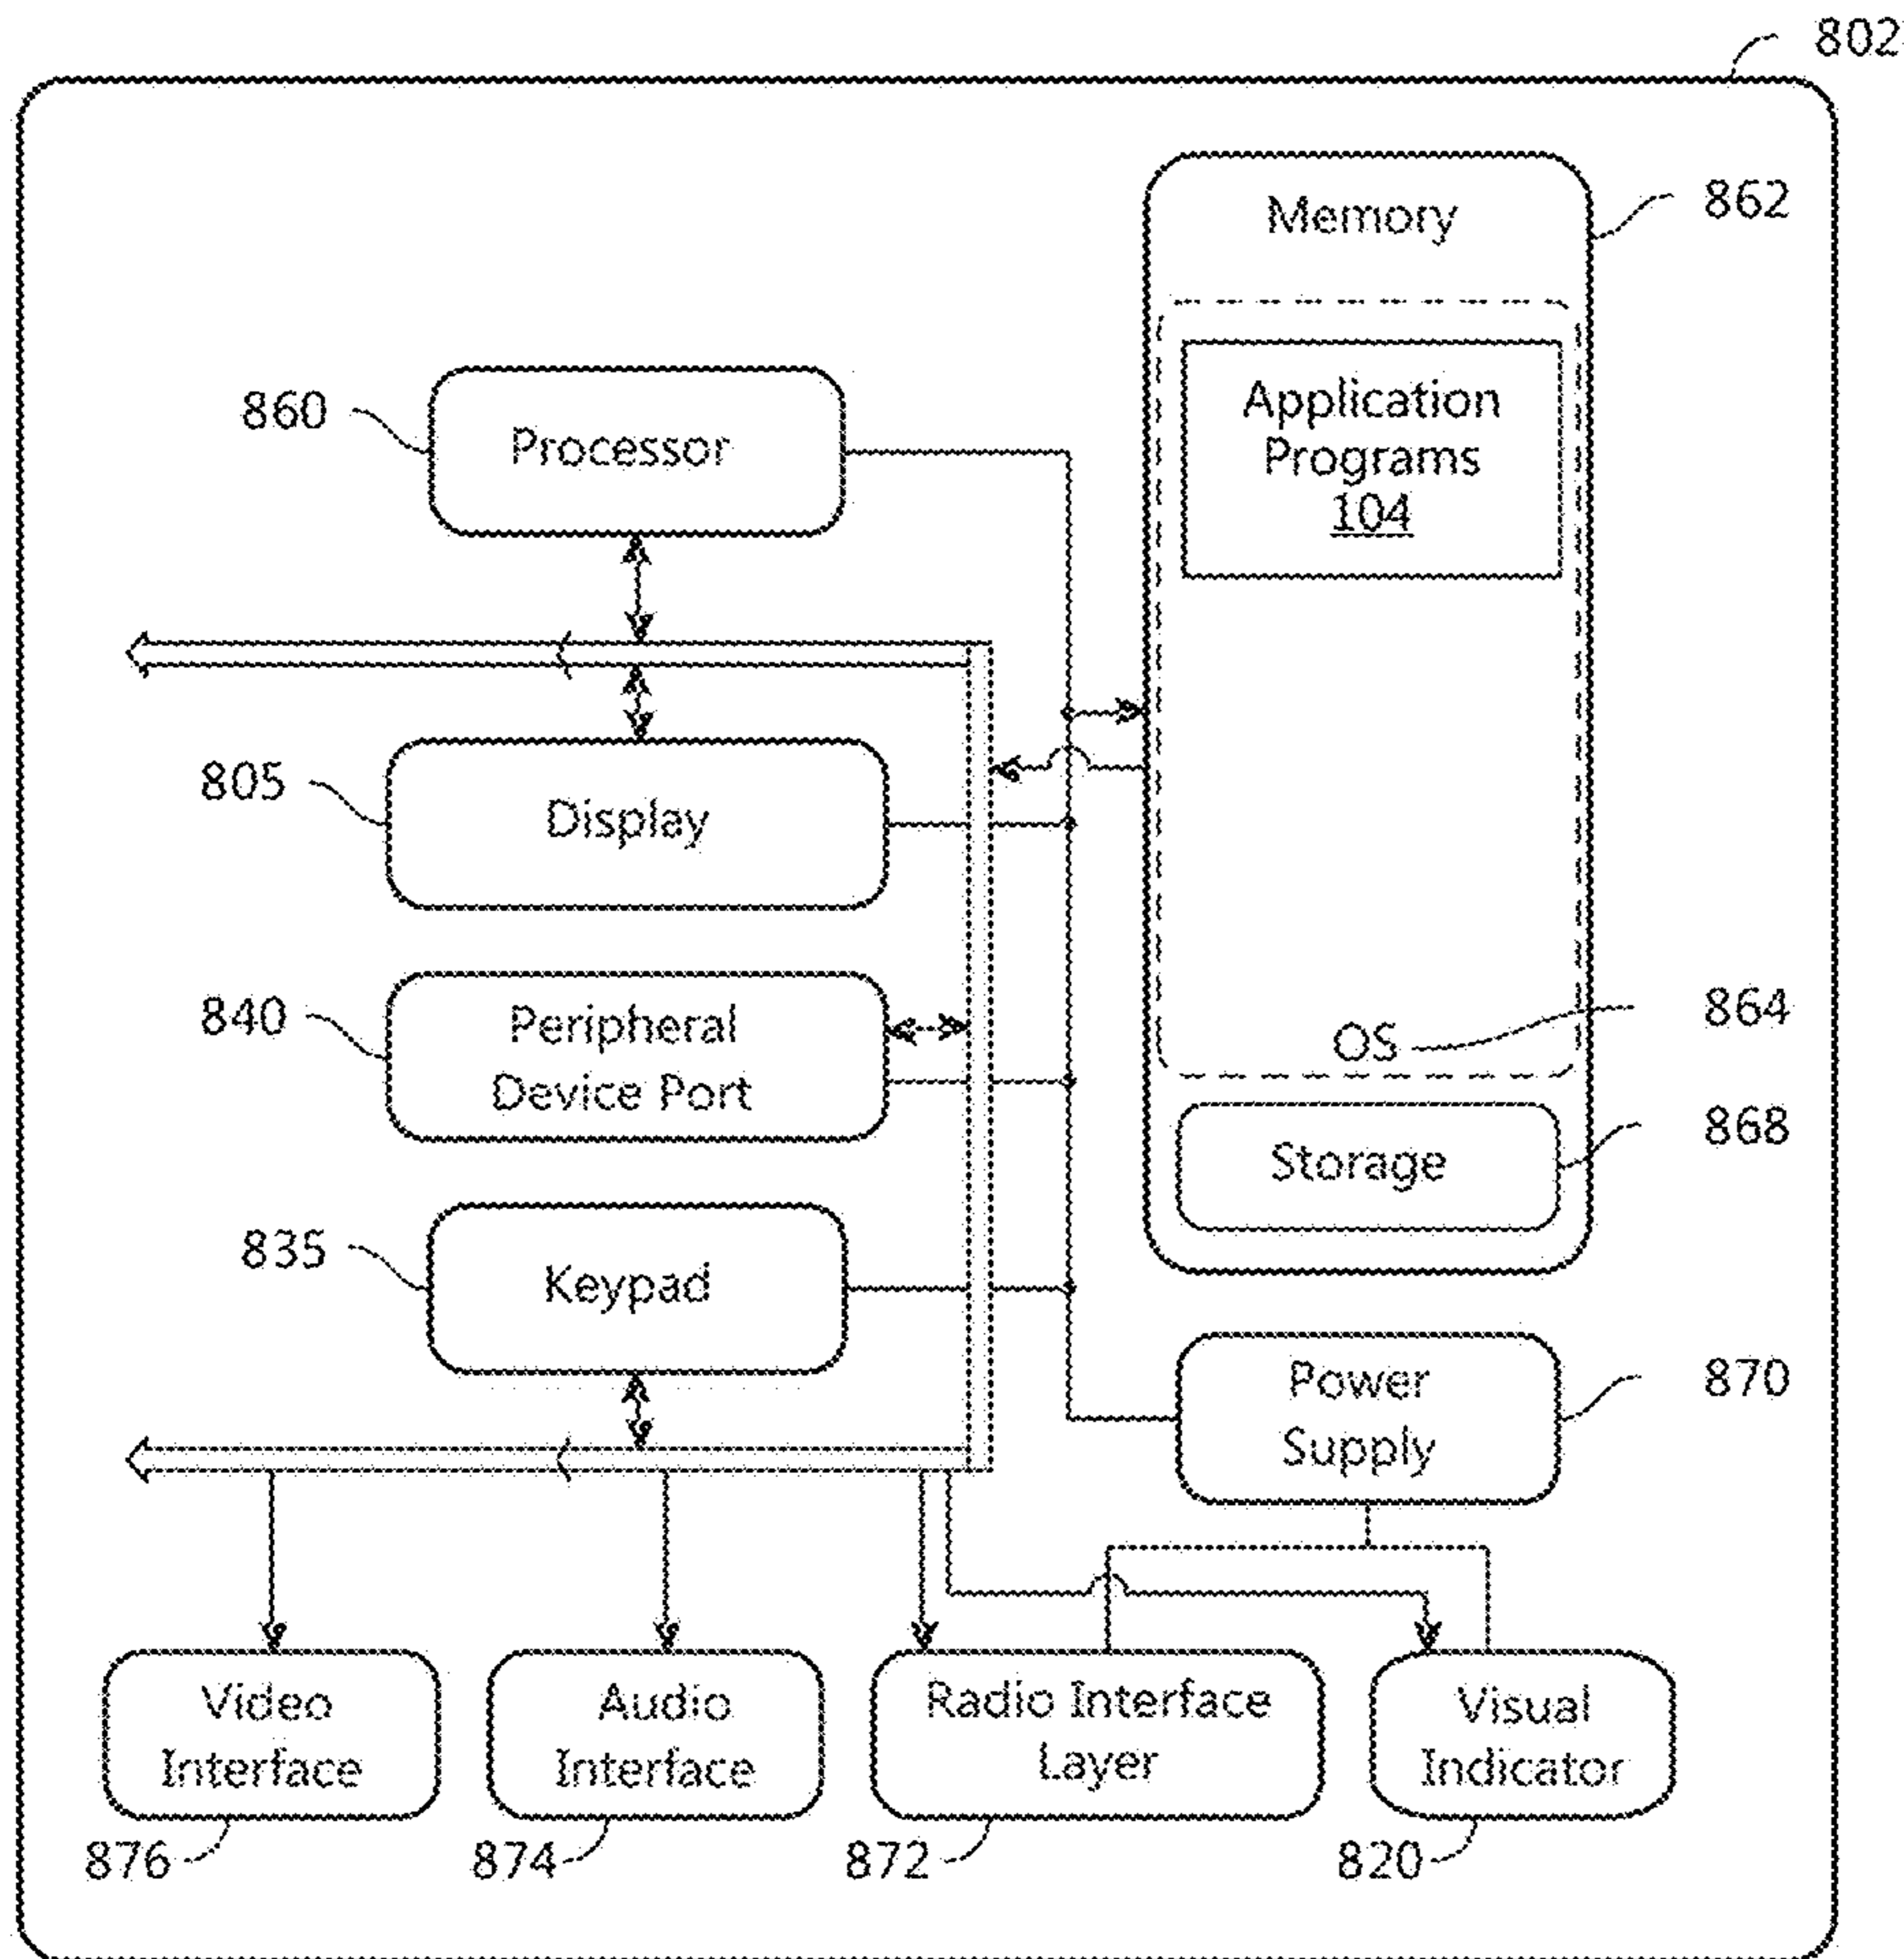 802
Memory
862
Application
Programs
104
860
Processor
805
Display
840
Peripheral
Device Port
864
OS
868
Storage
835
Keypad
Power
Supply
870
Video
Interface
Audio
Interface
Radio Interface
Layer
Visual
Indicator
876
874
872
820